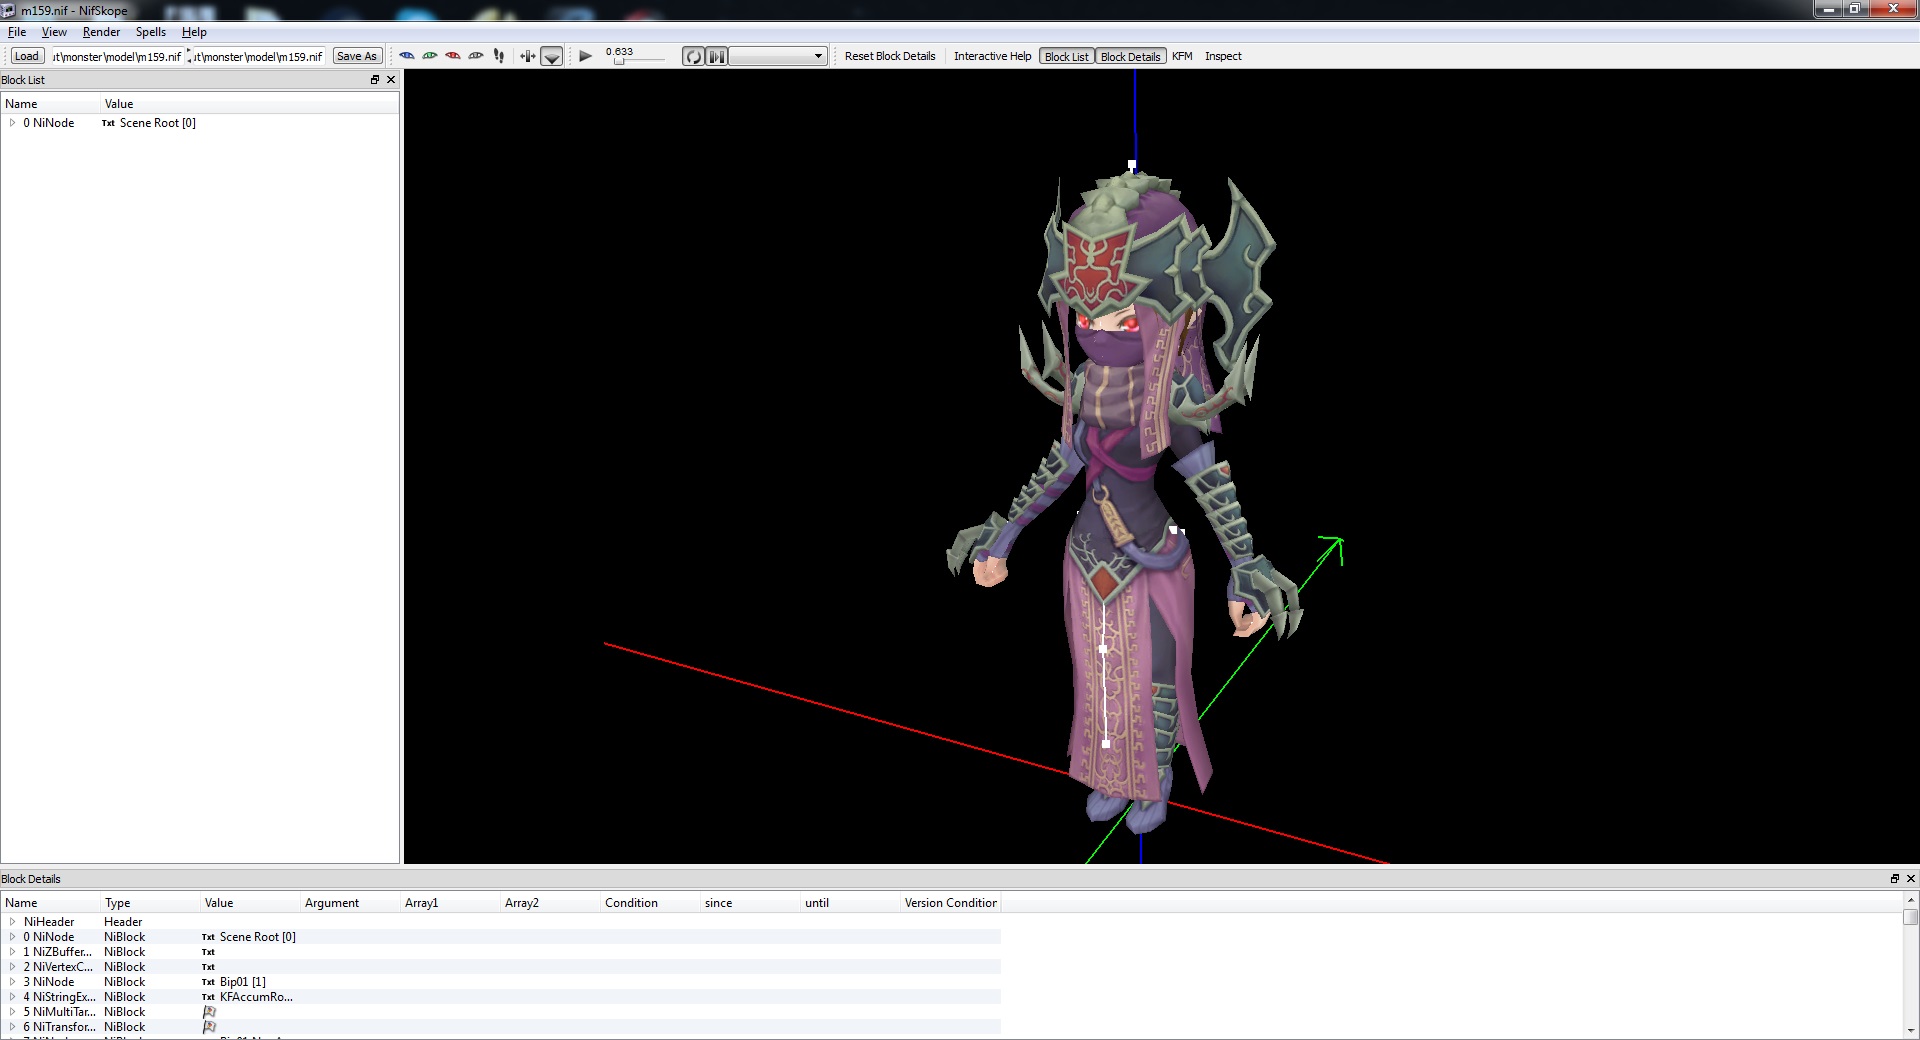 m159.nif - NifSkope
File View Render Spells Help
Load ut\monster\model\m159.nif ut\monster\model\m159.nif Save As 0.633 Reset Block Details Interactive Help Block List Block Details KFM Inspect
Block List
Name Value
0 NiNode Txt Scene Root [0]
Block Details
Name Type Value Argument Array1 Array2 Condition since until Version Condition
NiHeader Header
0 NiNode NiBlock Txt Scene Root [0]
1 NiZBuffer... NiBlock Txt
2 NiVertexC... NiBlock Txt
3 NiNode NiBlock Txt Bip01 [1]
4 NiStringEx... NiBlock Txt KFAccumRo...
5 NiMultiTar... NiBlock
6 NiTransfor... NiBlock